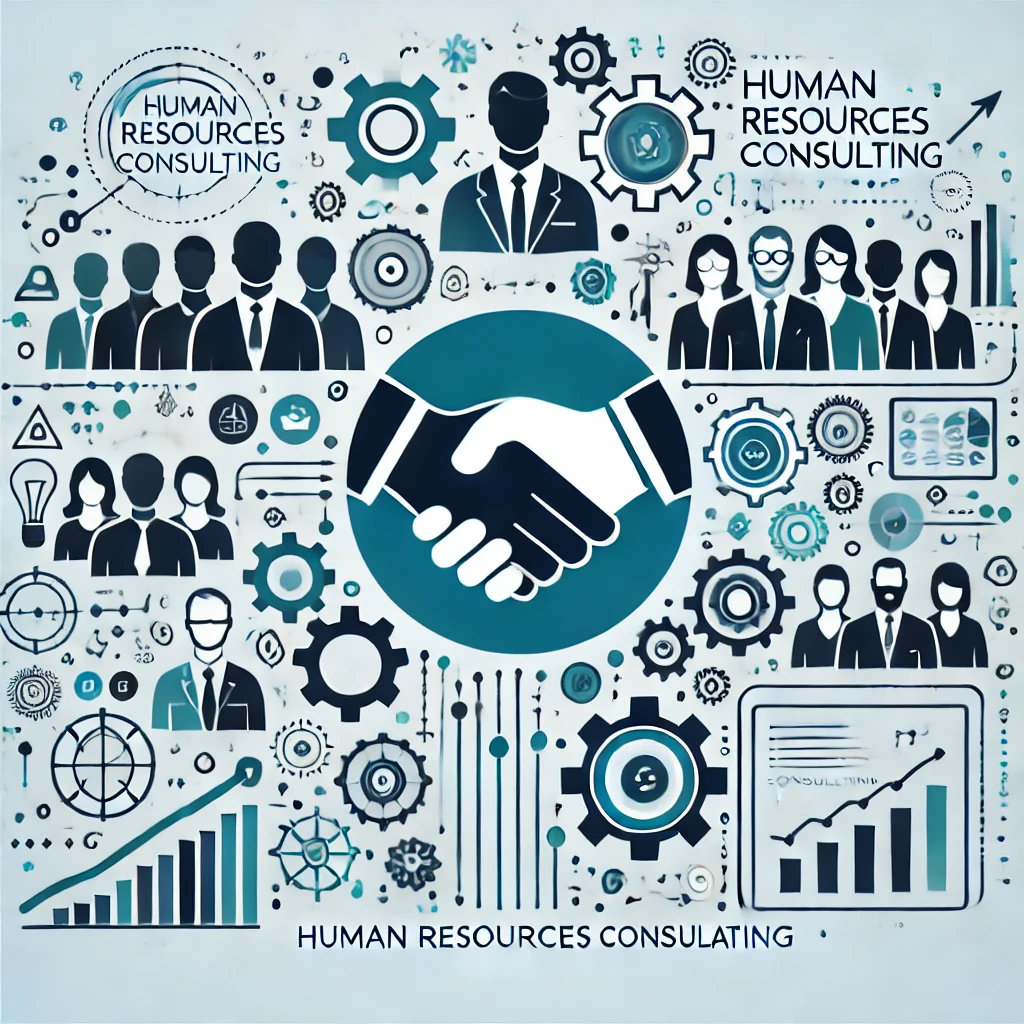 HUMAN
RESOURCES
CONSULTING
HUMAN
RESOURCES
CONSULTING
HUMAN RESOURCES CONSULATING